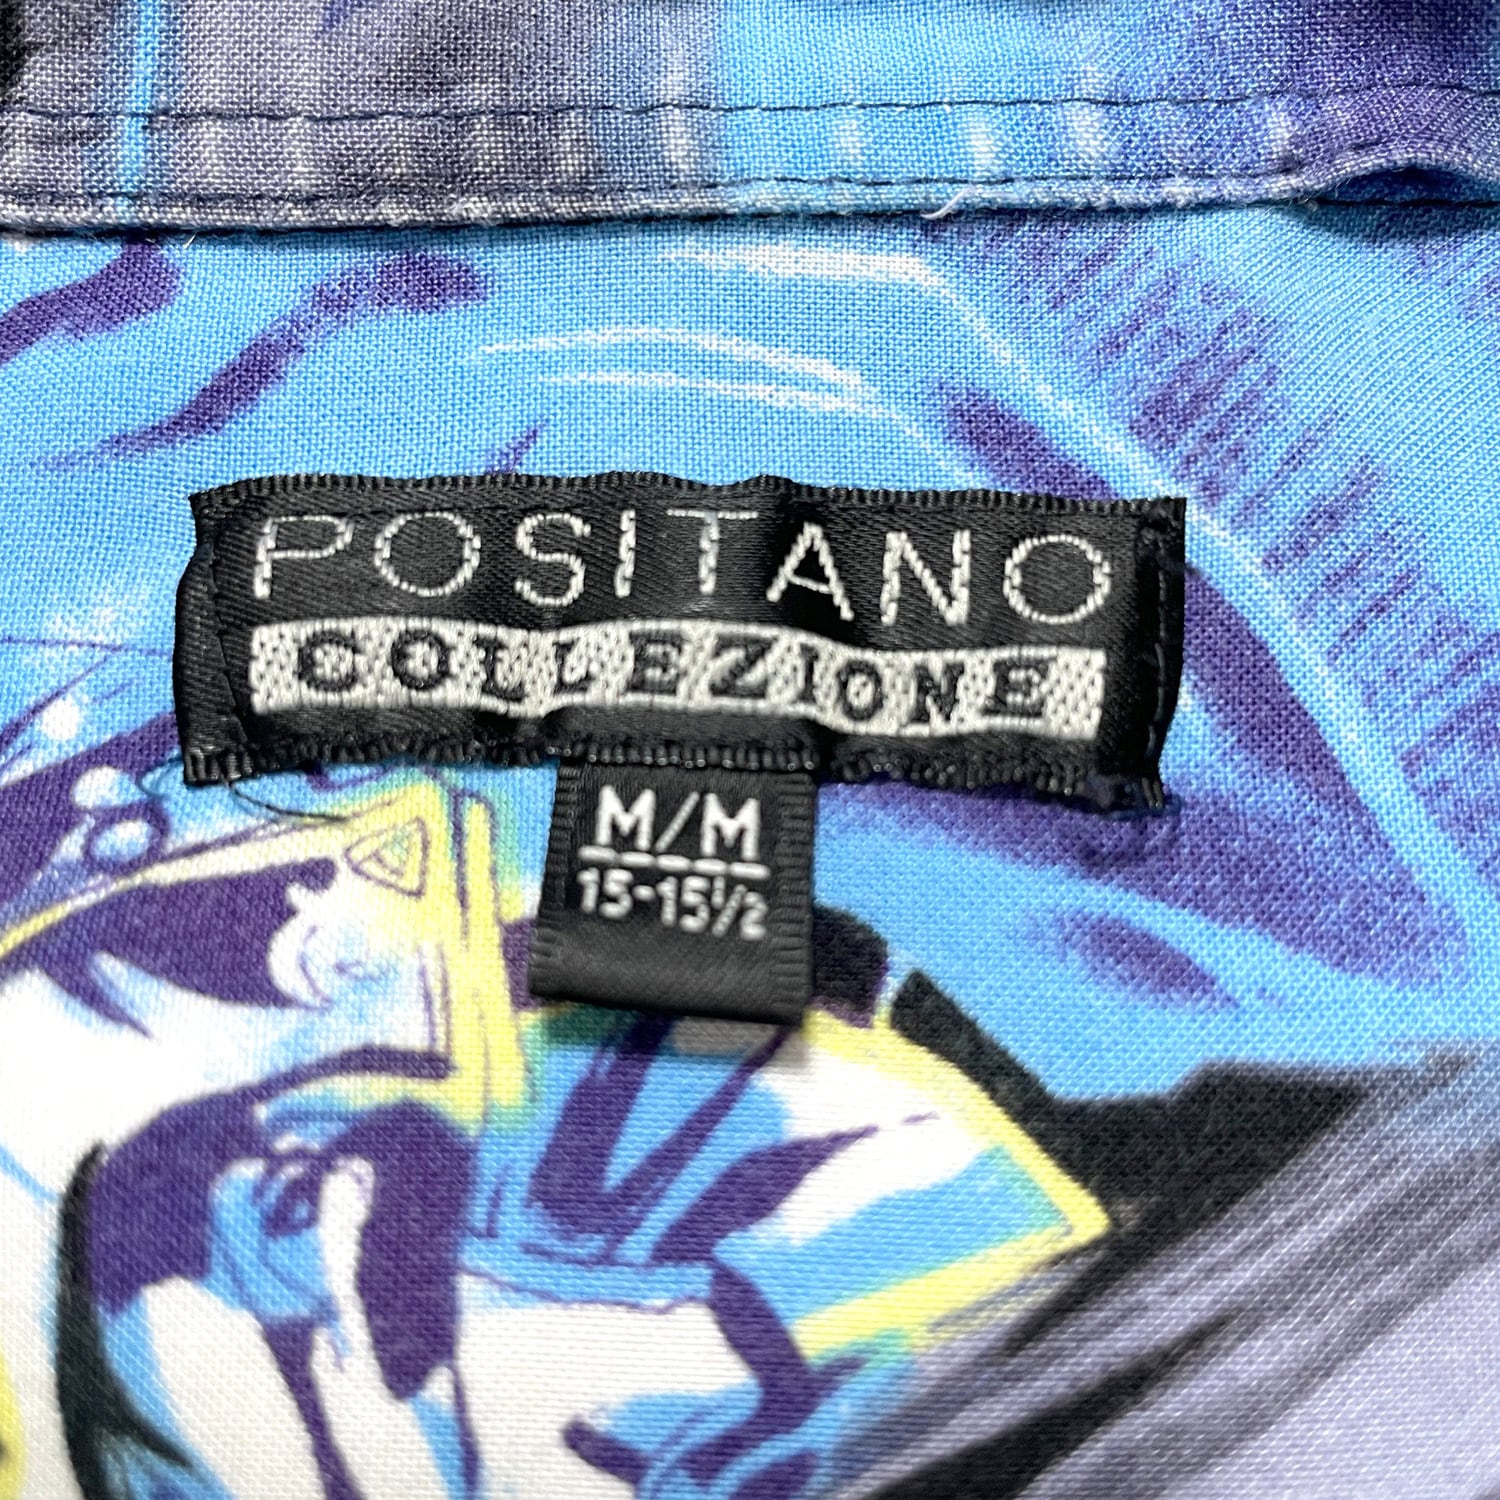 POSITANO
COLLEZIONE
M/M
15-15½